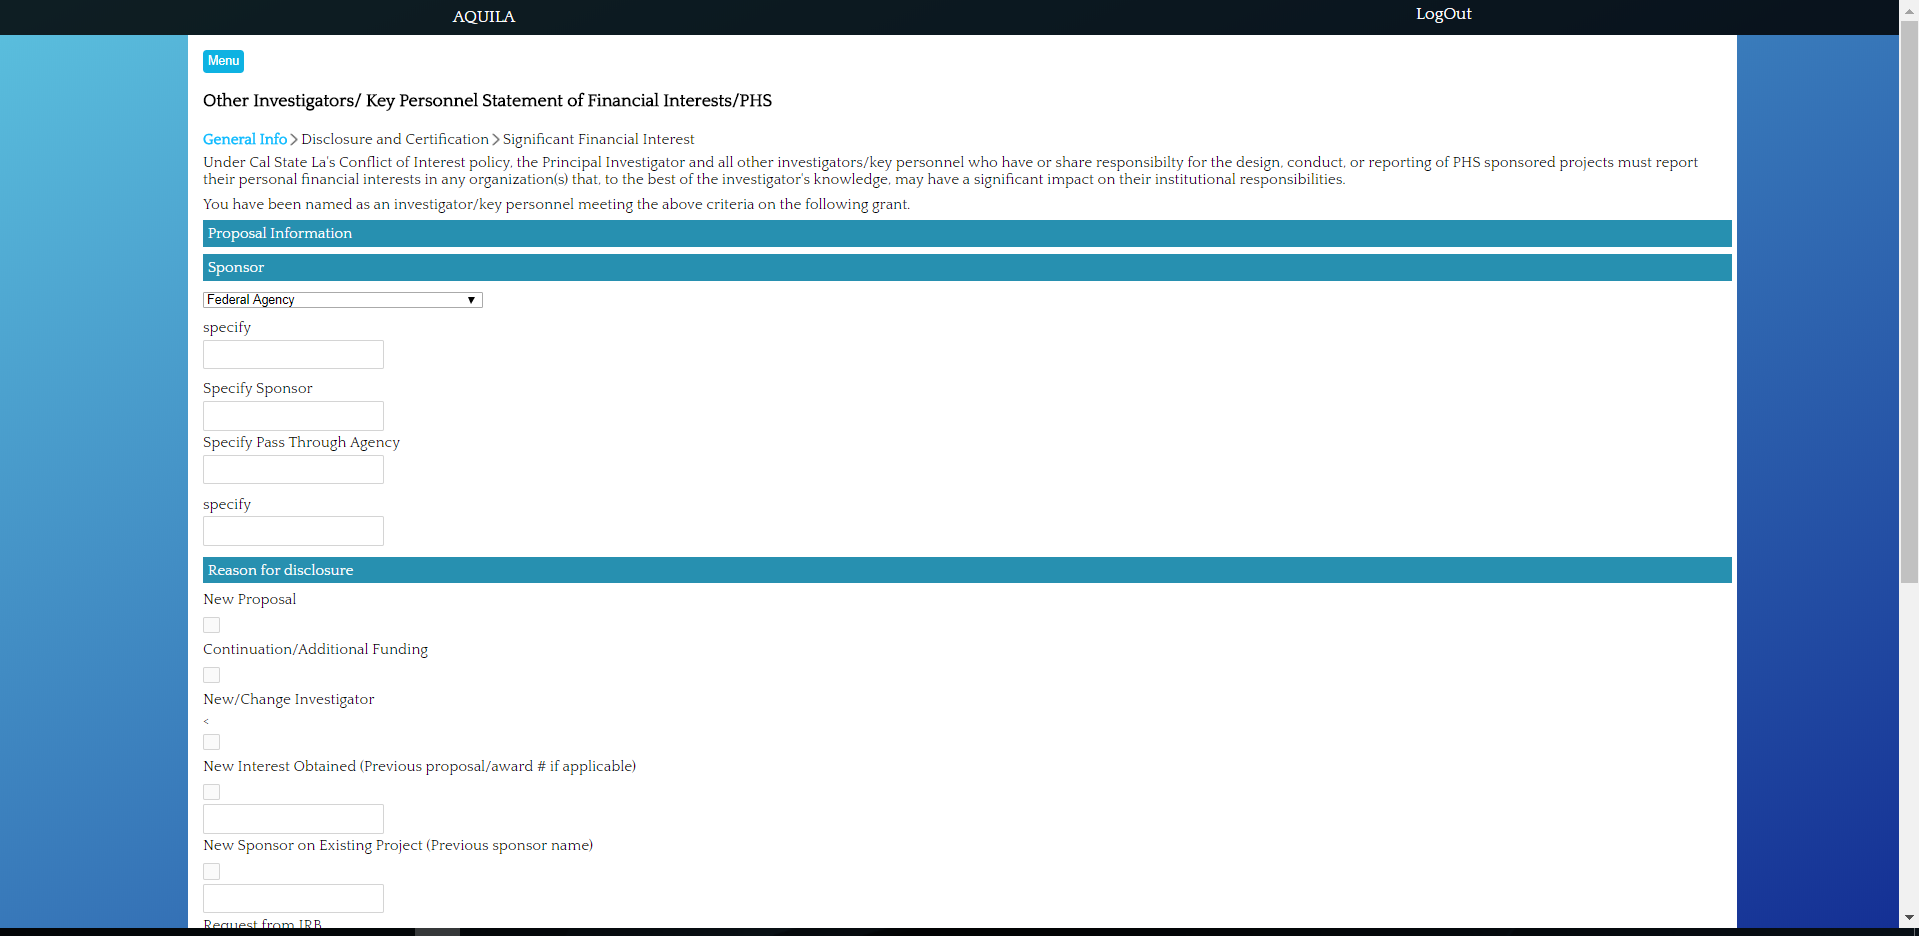 AQUILA LogOut
Menu
Other Investigators/ Key Personnel Statement of Financial Interests/PHS
General Info > Disclosure and Certification > Significant Financial Interest
Under Cal State La's Conflict of Interest policy, the Principal Investigator and all other investigators/key personnel who have or share responsibilty for the design, conduct, or reporting of PHS sponsored projects must report
their personal financial interests in any organization(s) that, to the best of the investigator's knowledge, may have a significant impact on their institutional responsibilities.
You have been named as an investigator/key personnel meeting the above criteria on the following grant.
Proposal Information
Sponsor
Federal Agency
specify
Specify Sponsor
Specify Pass Through Agency
specify
Reason for disclosure
New Proposal
Continuation/Additional Funding
New/Change Investigator
<
New Interest Obtained (Previous proposal/award # if applicable)
New Sponsor on Existing Project (Previous sponsor name)
Request from IRB